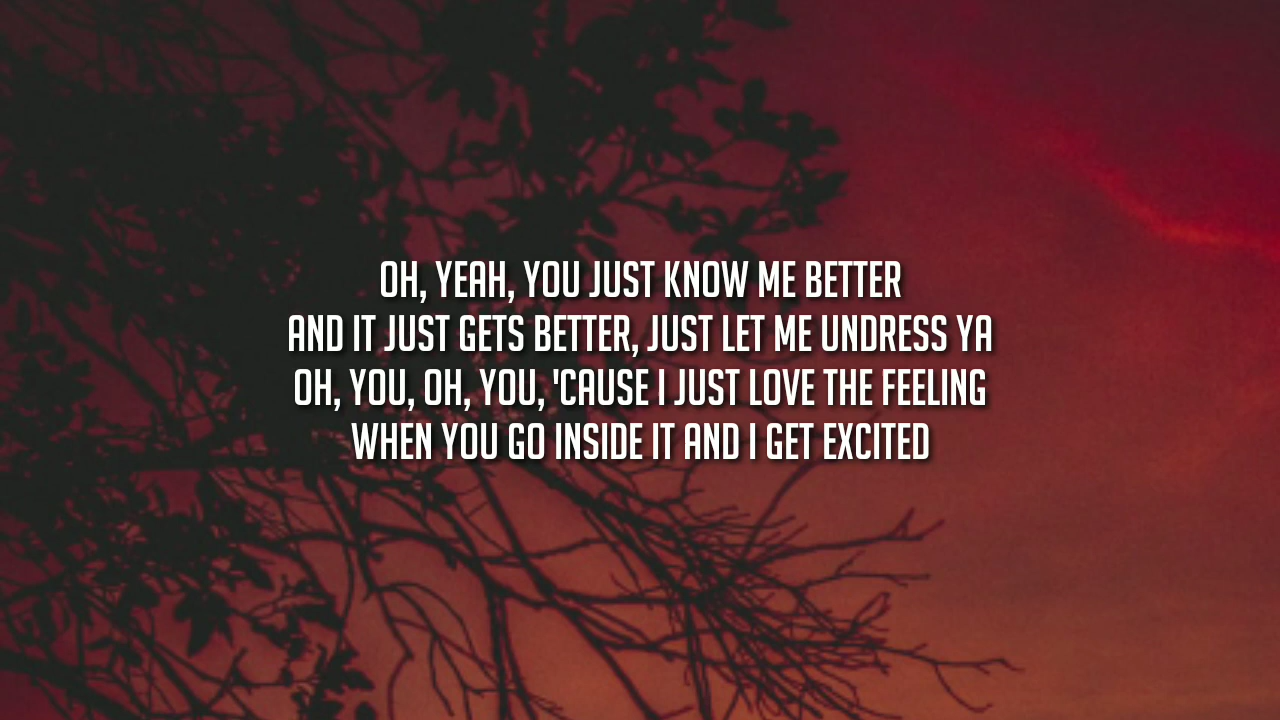 OH, YEAH, YOU JUST KNOW ME BETTER
AND IT JUST GETS BETTER, JUST LET ME UNDRESS YA
OH, YOU, OH, YOU, 'CAUSE I JUST LOVE THE FEELING
WHEN YOU GO INSIDE IT AND I GET EXCITED